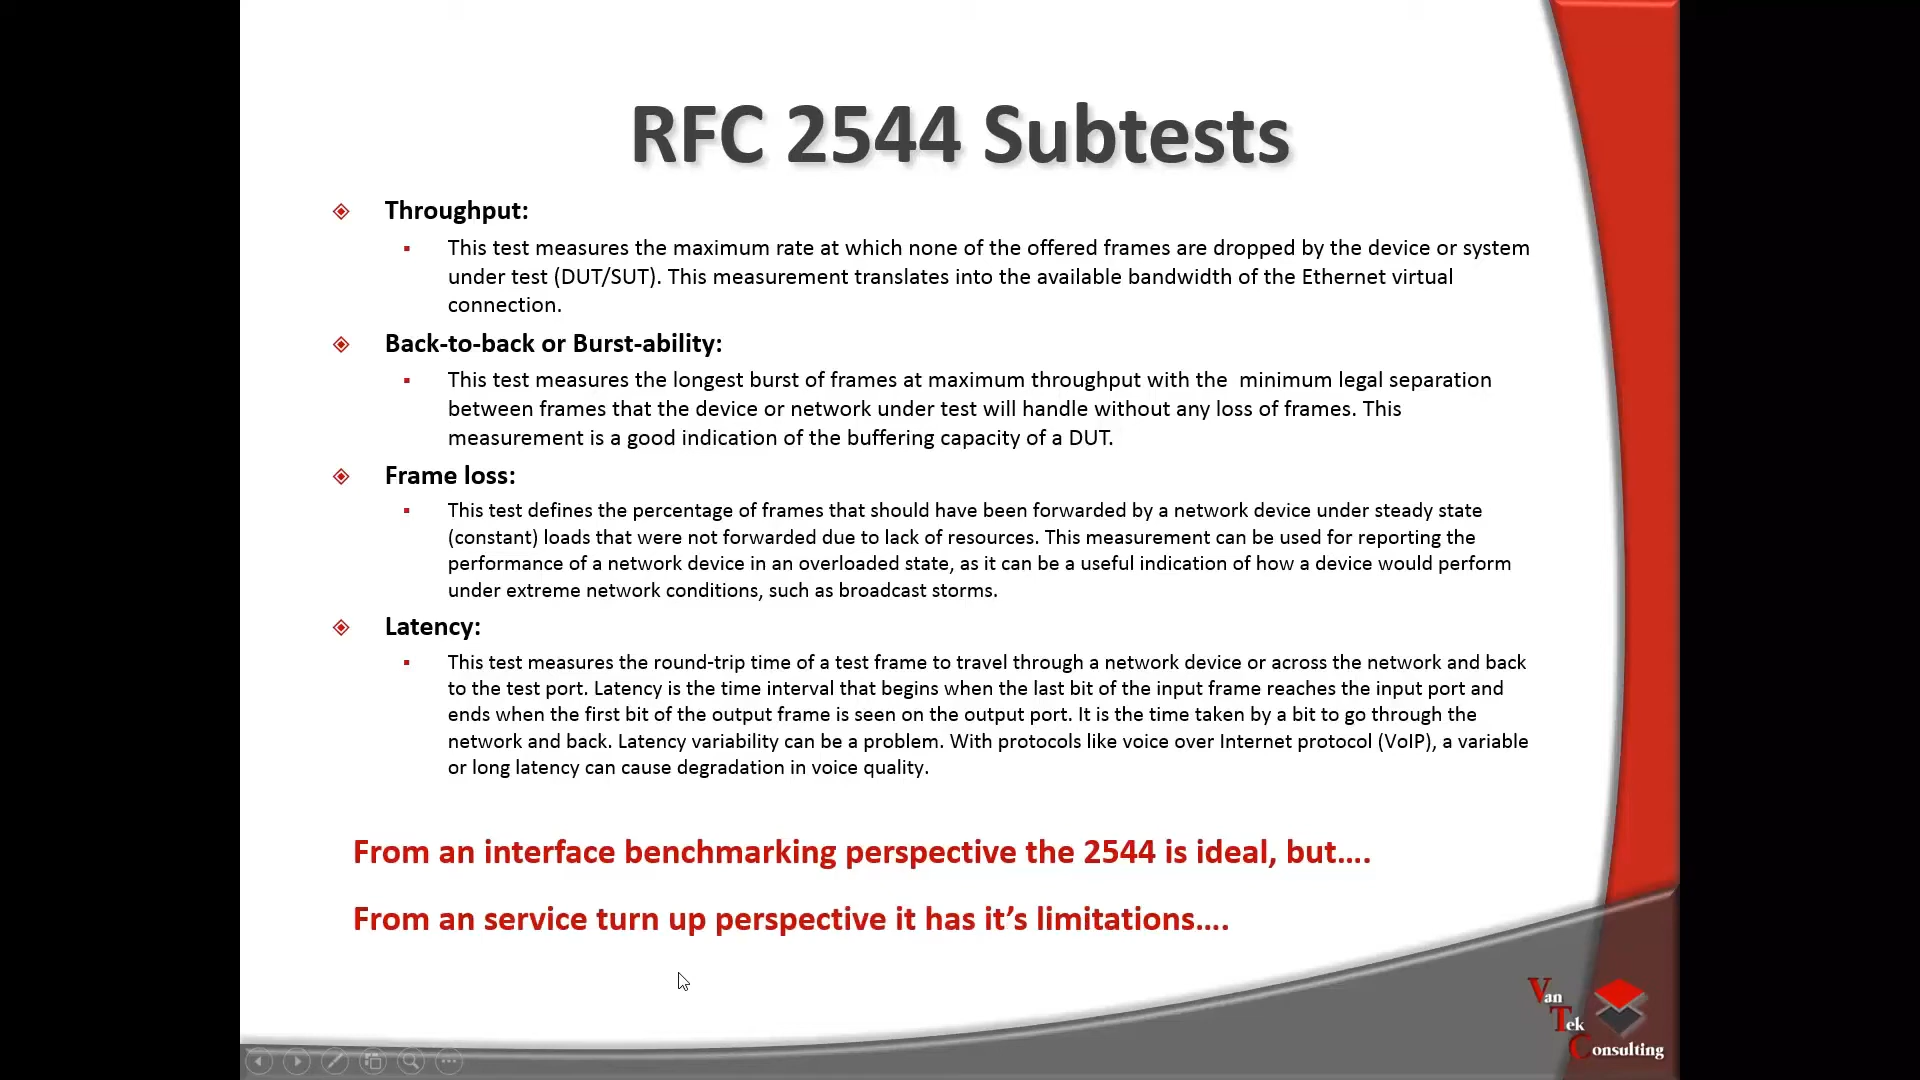 RFC 2544 Subtests
Throughput:
This test measures the maximum rate at which none of the offered frames are dropped by the device or system
under test (DUT/SUT). This measurement translates into the available bandwidth of the Ethernet virtual
connection.
Back-to-back or Burst-ability:
This test measures the longest burst of frames at maximum throughput with the  minimum legal separation
between frames that the device or network under test will handle without any loss of frames. This
measurement is a good indication of the buffering capacity of a DUT.
Frame loss:
This test defines the percentage of frames that should have been forwarded by a network device under steady state
(constant) loads that were not forwarded due to lack of resources. This measurement can be used for reporting the
performance of a network device in an overloaded state, as it can be a useful indication of how a device would perform
under extreme network conditions, such as broadcast storms.
Latency:
This test measures the round-trip time of a test frame to travel through a network device or across the network and back
to the test port. Latency is the time interval that begins when the last bit of the input frame reaches the input port and
ends when the first bit of the output frame is seen on the output port. It is the time taken by a bit to go through the
network and back. Latency variability can be a problem. With protocols like voice over Internet protocol (VoIP), a variable
or long latency can cause degradation in voice quality.
From an interface benchmarking perspective the 2544 is ideal, but….
From an service turn up perspective it has it’s limitations….
Van
Tek
Consulting